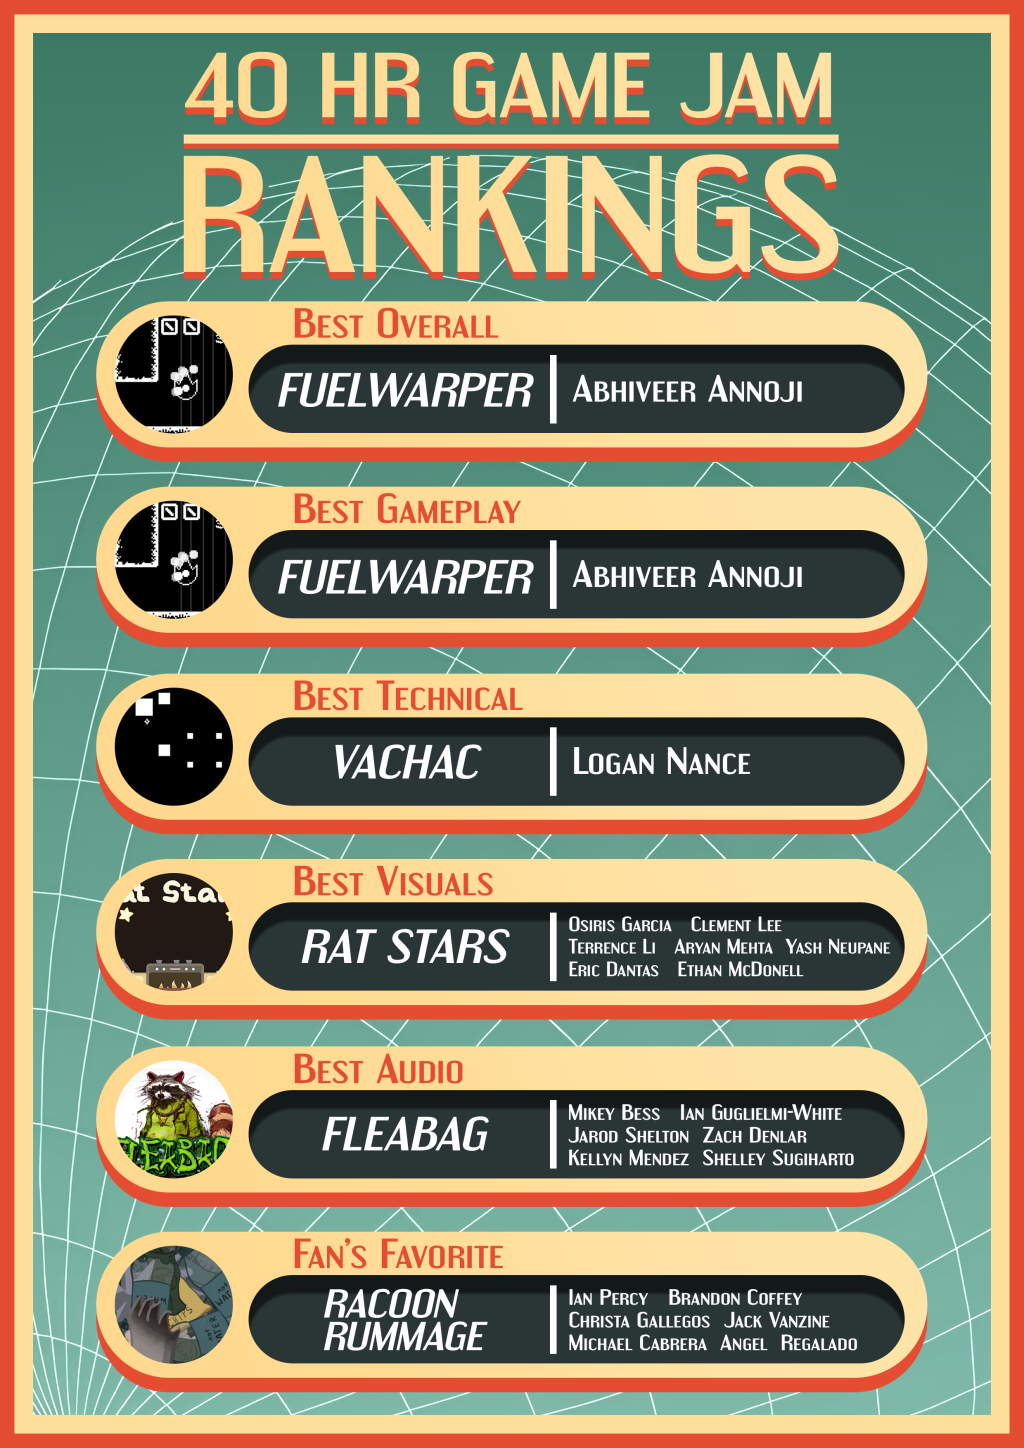 40 HR GAME JAM
RANKINGS
BEST OVERALL
FUELWARPER
ABHIVEER ANNOJI
BEST GAMEPLAY
FUELWARPER
ABHIVEER ANNOJI
BEST TECHNICAL
VACHAC
LOGAN NANCE
BEST VISUALS
RAT STARS
OSIRIS GARCIA CLEMENT LEE
TERRENCE LI ARYAN MEHTA YASH NEUPANE
ERIC DANTAS ETHAN MCDONELL
BEST AUDIO
FLEABAG
MIKEY BESS IAN GUGLIELMI-WHITE
JAROD SHELTON ZACH DENLAR
KELLYN MENDEZ SHELLEY SUGIHARTO
FAN'S FAVORITE
RACOON
RUMMAGE
IAN PERCY BRANDON COFFEY
CHRISTA GALLEGOS JACK VANZINE
MICHAEL CABRERA ANGEL REGALADO